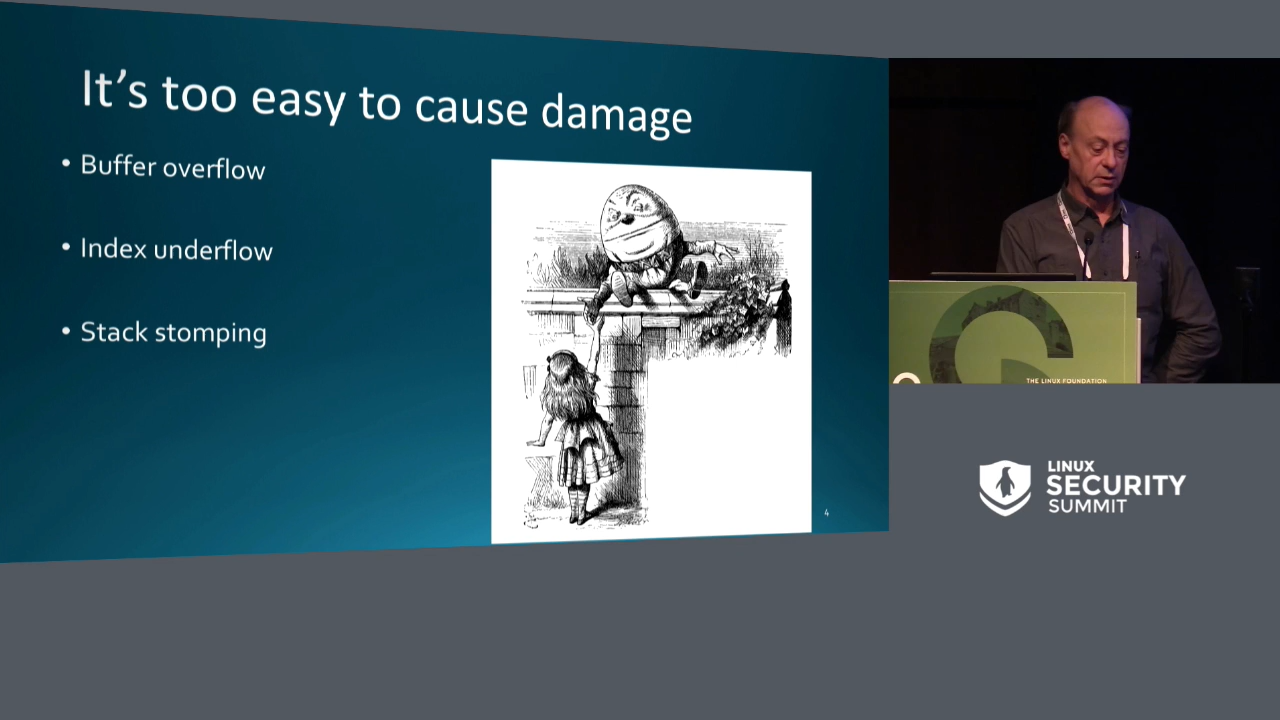 It's too easy to cause damage
• Buffer overflow
• Index underflow
• Stack stomping
4
THE LINUX FOUNDATION
LINUX
SECURITY
SUMMIT